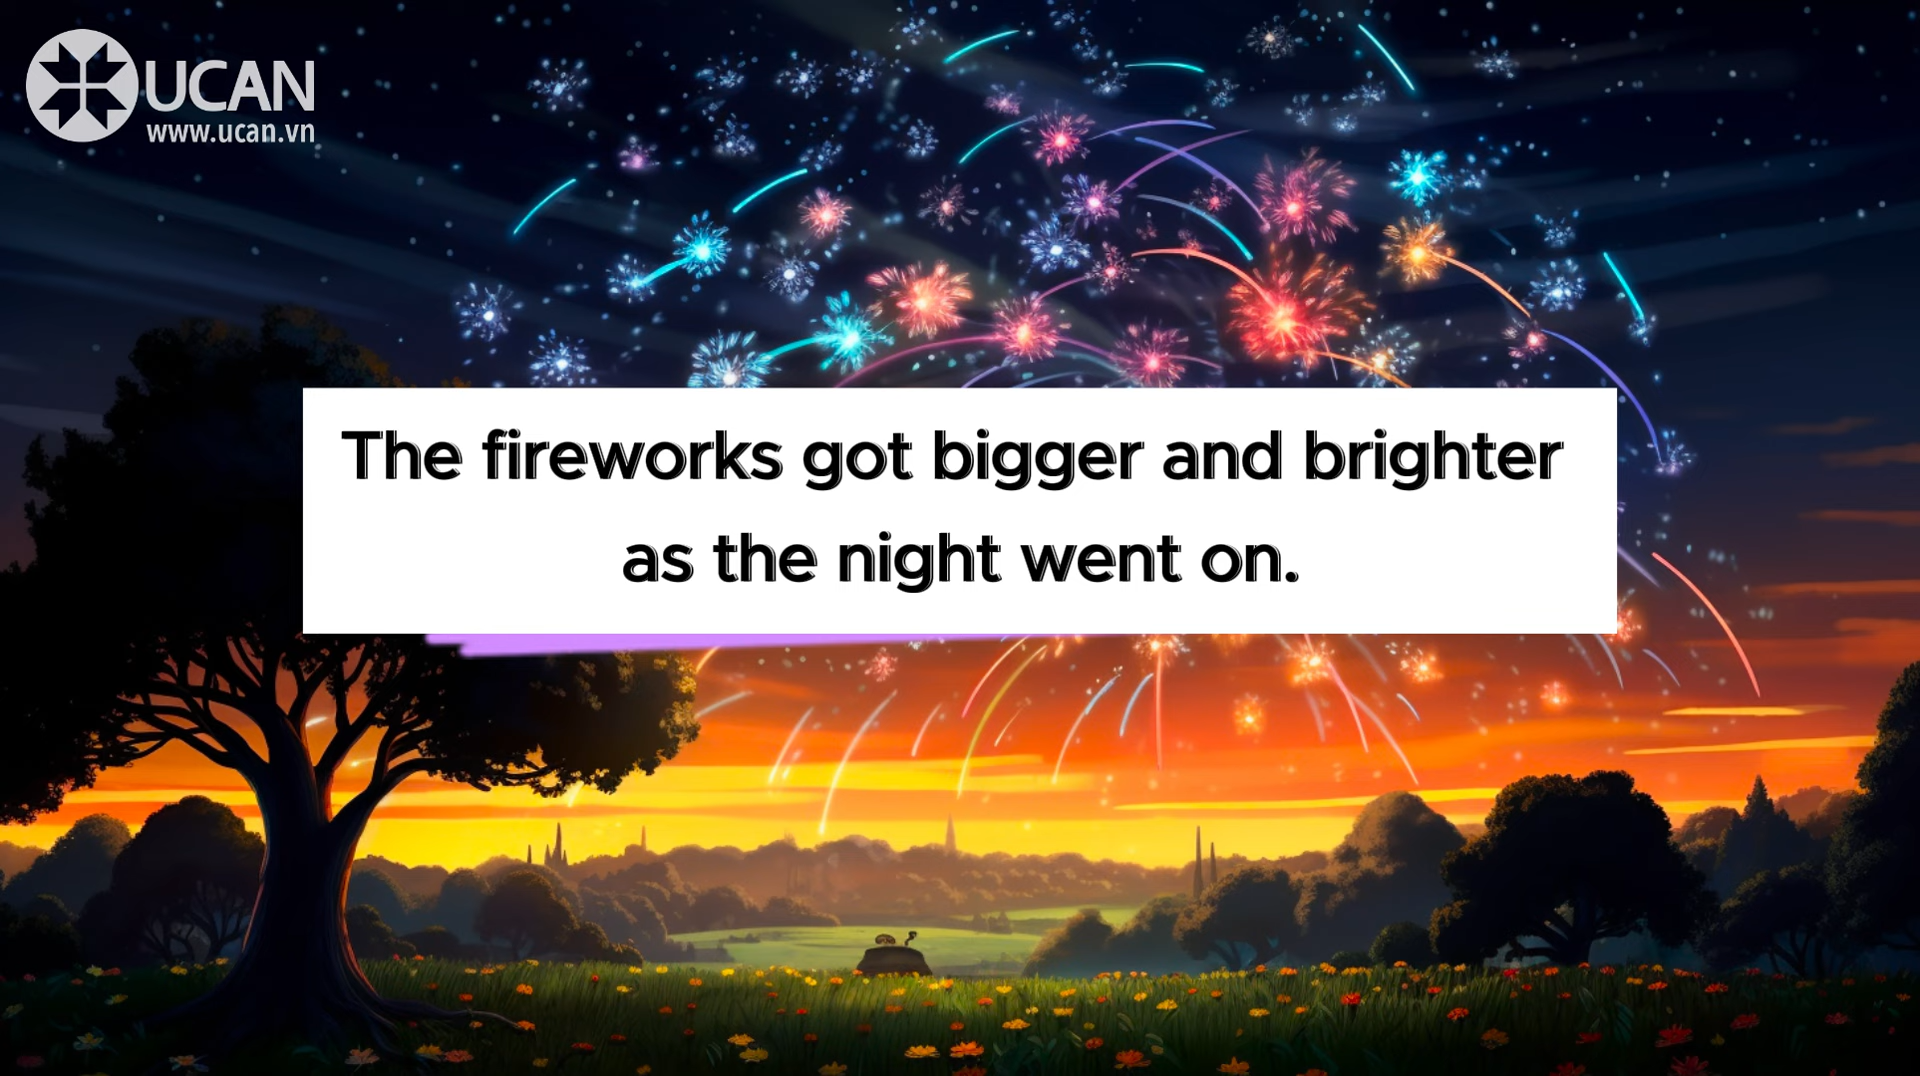 UCAN
www.ucan.vn
The fireworks got bigger and brighter
as the night went on.